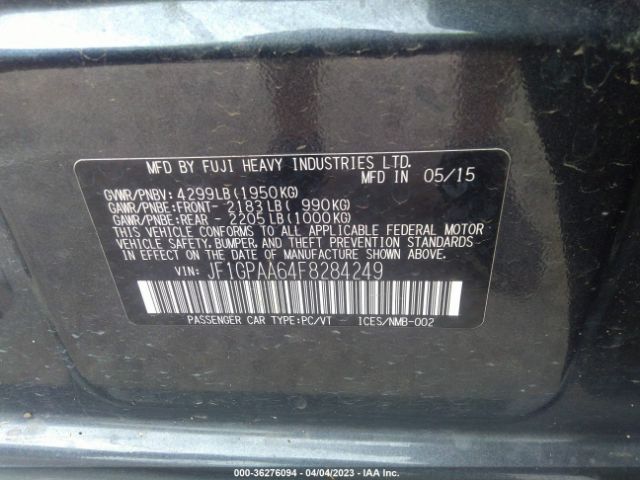 MFD BY FUJI HEAVY INDUSTRIES LTD.
MFD IN 05/15
GVWR/PNBV: 4299LB(1950KG)
GAWR/PNBE:FRONT- 2183LB( 990KG)
GAWR/PNBE:REAR - 2205LB(1000KG)
THIS VEHICLE CONFORMS TO ALL APPLICABLE FEDERAL MOTOR
VEHICLE SAFETY, BUMPER, AND THEFT PREVENTION STANDARDS
IN EFFECT ON THE DATE OF MANUFACTURE SHOWN ABOVE.
VIN: JF1GPAA64F8284249
PASSENGER CAR TYPE:PC/VT - ICES/NMB-002
000-36276094 - 04/04/2023 - IAA Inc.